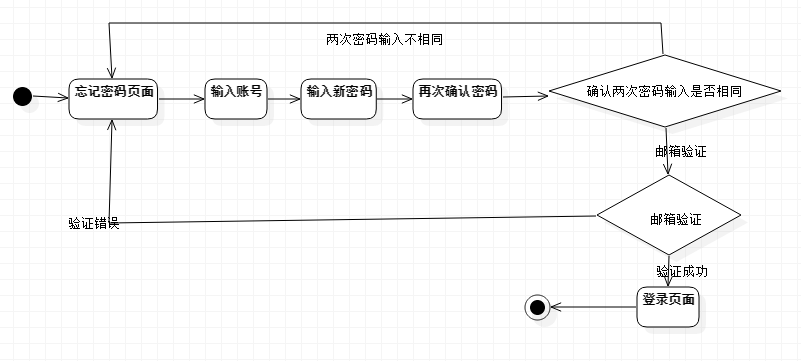 两次密码输入不相同
忘记密码页面
输入账号
输入新密码
再次确认密码
确认两次密码输入是否相同
邮箱验证
邮箱验证
验证错误
验证成功
登录页面